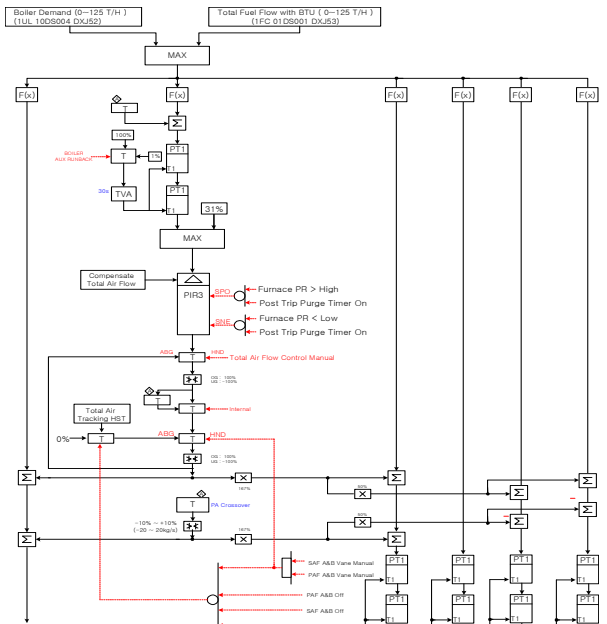 Boiler Demand (0~125 T/H )
(1UL 10DS004 DXJ52)
Total Fuel Flow with BTU ( 0~125 T/H )
(1FC 01DS001 DXJ53)
MAX
F(x)
F(x)
F(x)
F(x)
F(x)
F(x)
T
Σ
100%
BOILER
AUX RUNBACK
T
1%
PT1
T1
30s
TVA
PT1
T1
31%
MAX
Compensate
Total Air Flow
PIR3
SPO
Furnace PR > High
Post Trip Purge Timer On
SNE
Furnace PR < Low
Post Trip Purge Timer On
ABG
HND
T
Total Air Flow Control Manual
OG : 100%
UG : -100%
T
Total Air
Tracking HST
T
Internal
0%
T
ABG
T
HND
OG : 100%
UG : -100%
Σ
X
167%
Σ
Σ
50%
X
Σ
Σ
-
T
PA Crossover
50%
X
-
Σ
-10% ~ +10%
(-20 ~ 20kg/s)
Σ
X
167%
Σ
SAF A&B Vane Manual
PAF A&B Vane Manual
PT1
T1
PT1
T1
PT1
T1
PT1
T1
PAF A&B Off
SAF A&B Off
PT1
T1
PT1
T1
PT1
T1
PT1
T1